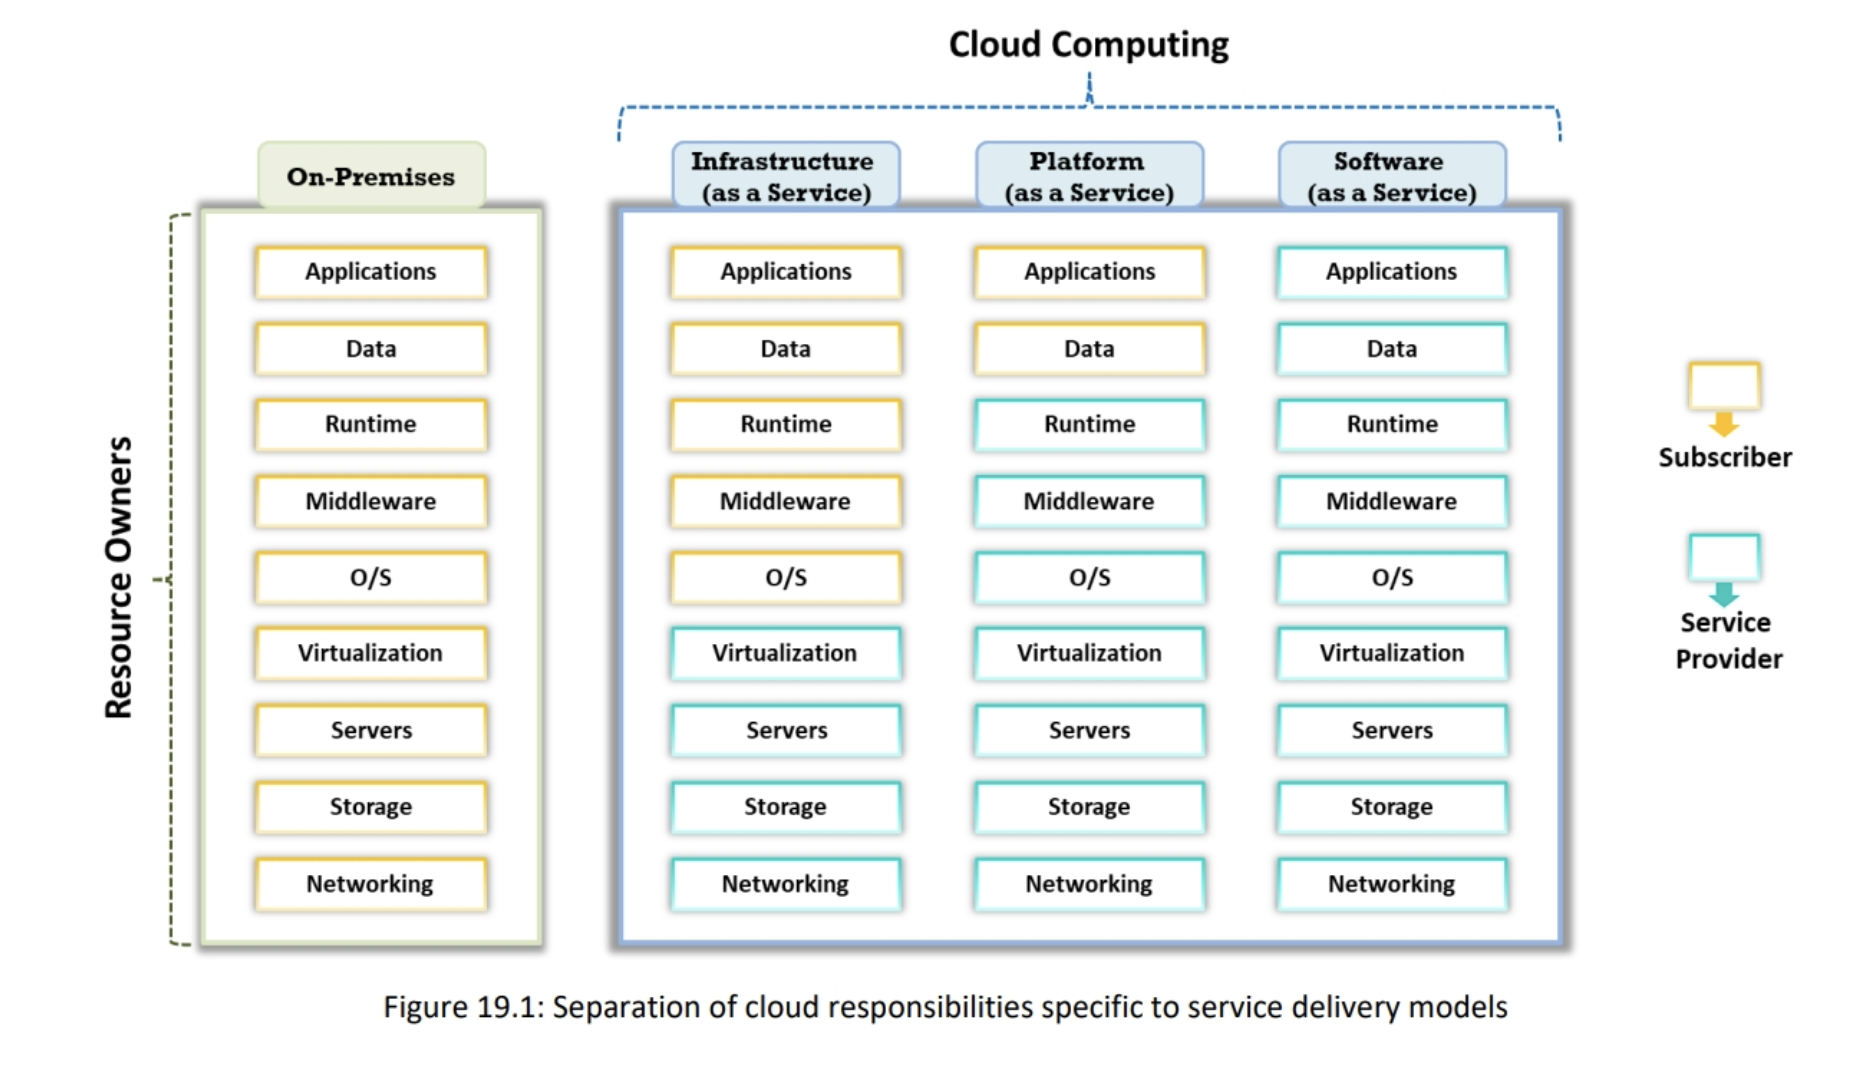 Cloud Computing
On-Premises
Infrastructure
(as a Service)
Platform
(as a Service)
Software
(as a Service)
Resource Owners
Applications
Data
Runtime
Middleware
O/S
Virtualization
Servers
Storage
Networking
Applications
Data
Runtime
Middleware
O/S
Virtualization
Servers
Storage
Networking
Applications
Data
Runtime
Middleware
O/S
Virtualization
Servers
Storage
Networking
Applications
Data
Runtime
Middleware
O/S
Virtualization
Servers
Storage
Networking
Subscriber
Service
Provider
Figure 19.1: Separation of cloud responsibilities specific to service delivery models